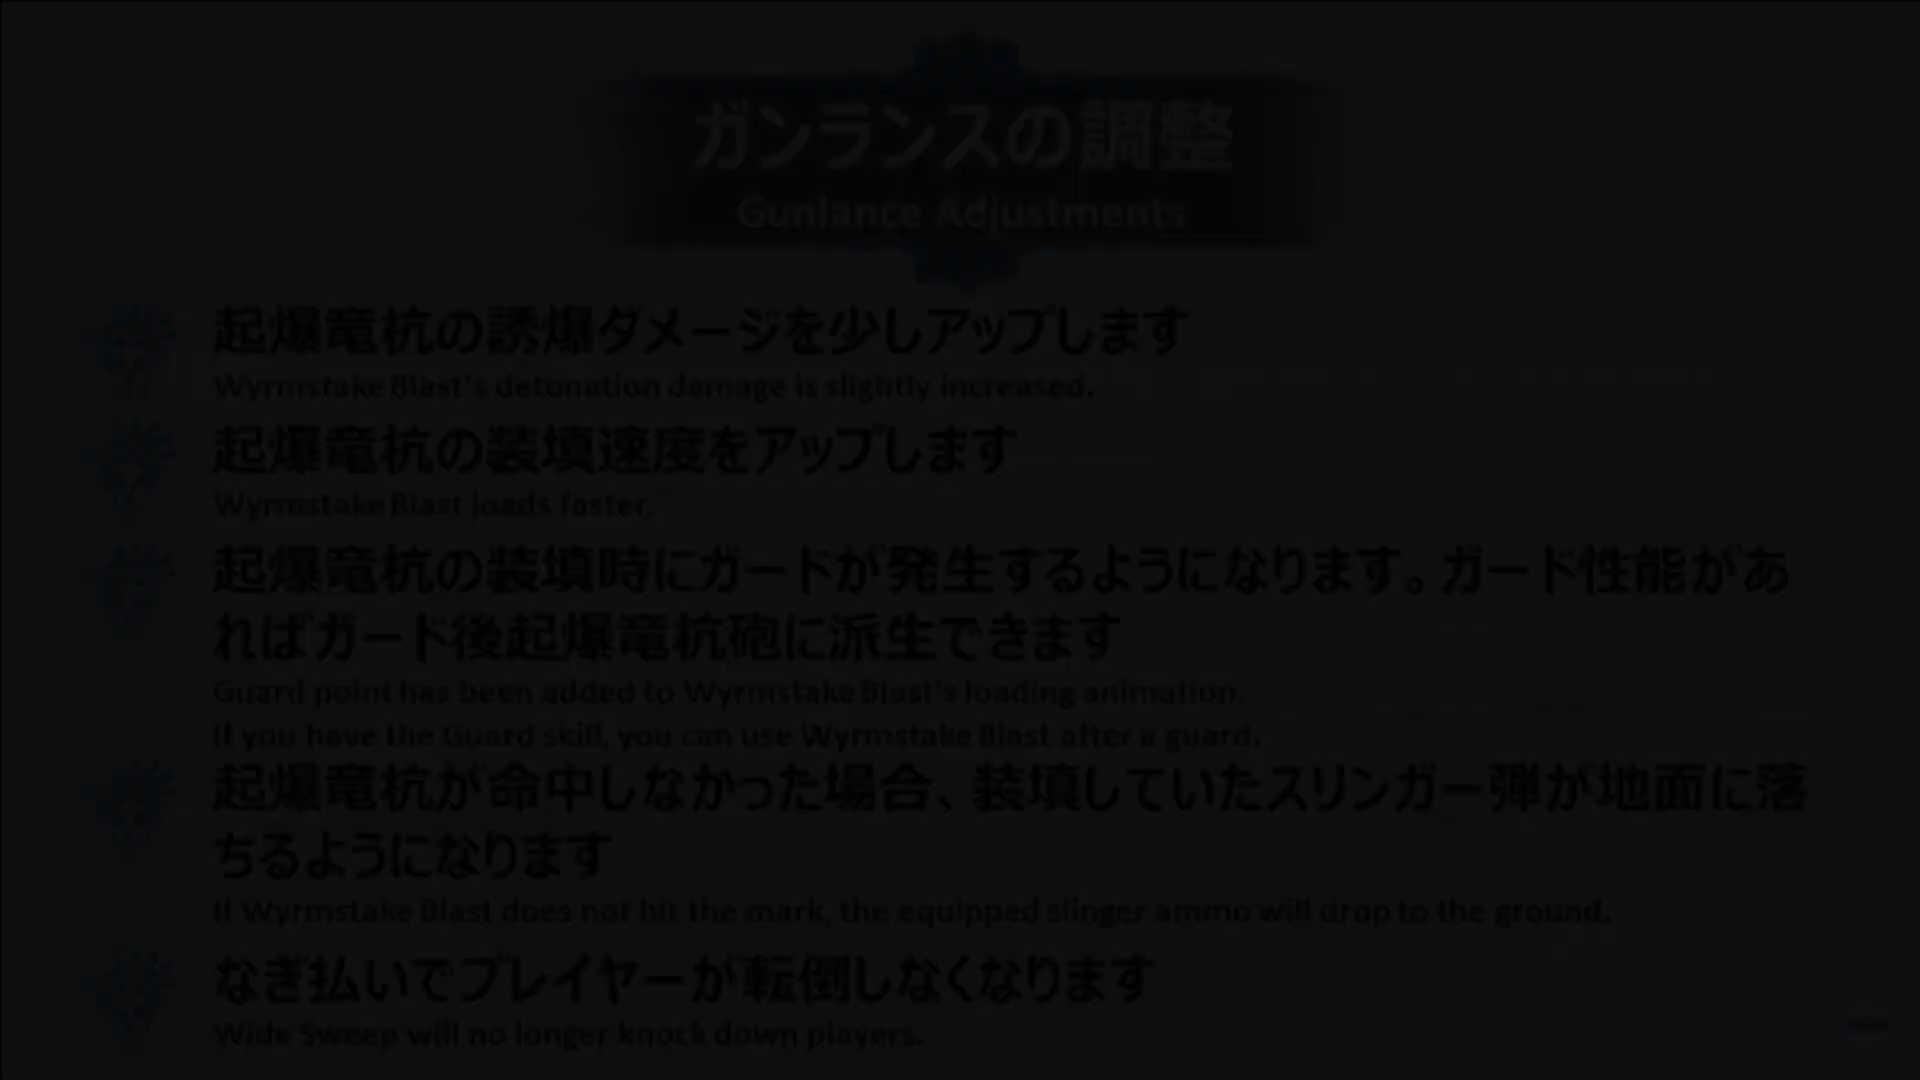 ガンランスの調整
Gunlance Adjustments
起爆竜杭の誘爆ダメージを少しアップします
Wyrmstake Blast's detonation damage is slightly increased.
起爆竜杭の装填速度をアップします
Wyrmstake Blast loads faster.
起爆竜杭の装填時にガードが発生するようになります。ガード性能があ
ればガード後起爆竜杭砲に派生できます
Guard point has been added to Wyrmstake Blast's loading animation.
If you have the Guard skill, you can use Wyrmstake Blast after a guard.
起爆竜杭が命中しなかった場合、装填していたスリンガー弾が地面に落
ちるようになります
If Wyrmstake Blast does not hit the mark, the equipped slinger ammo will drop to the ground.
なぎ払いでプレイヤーが転倒しなくなります
Wide Sweep will no longer knock down players.